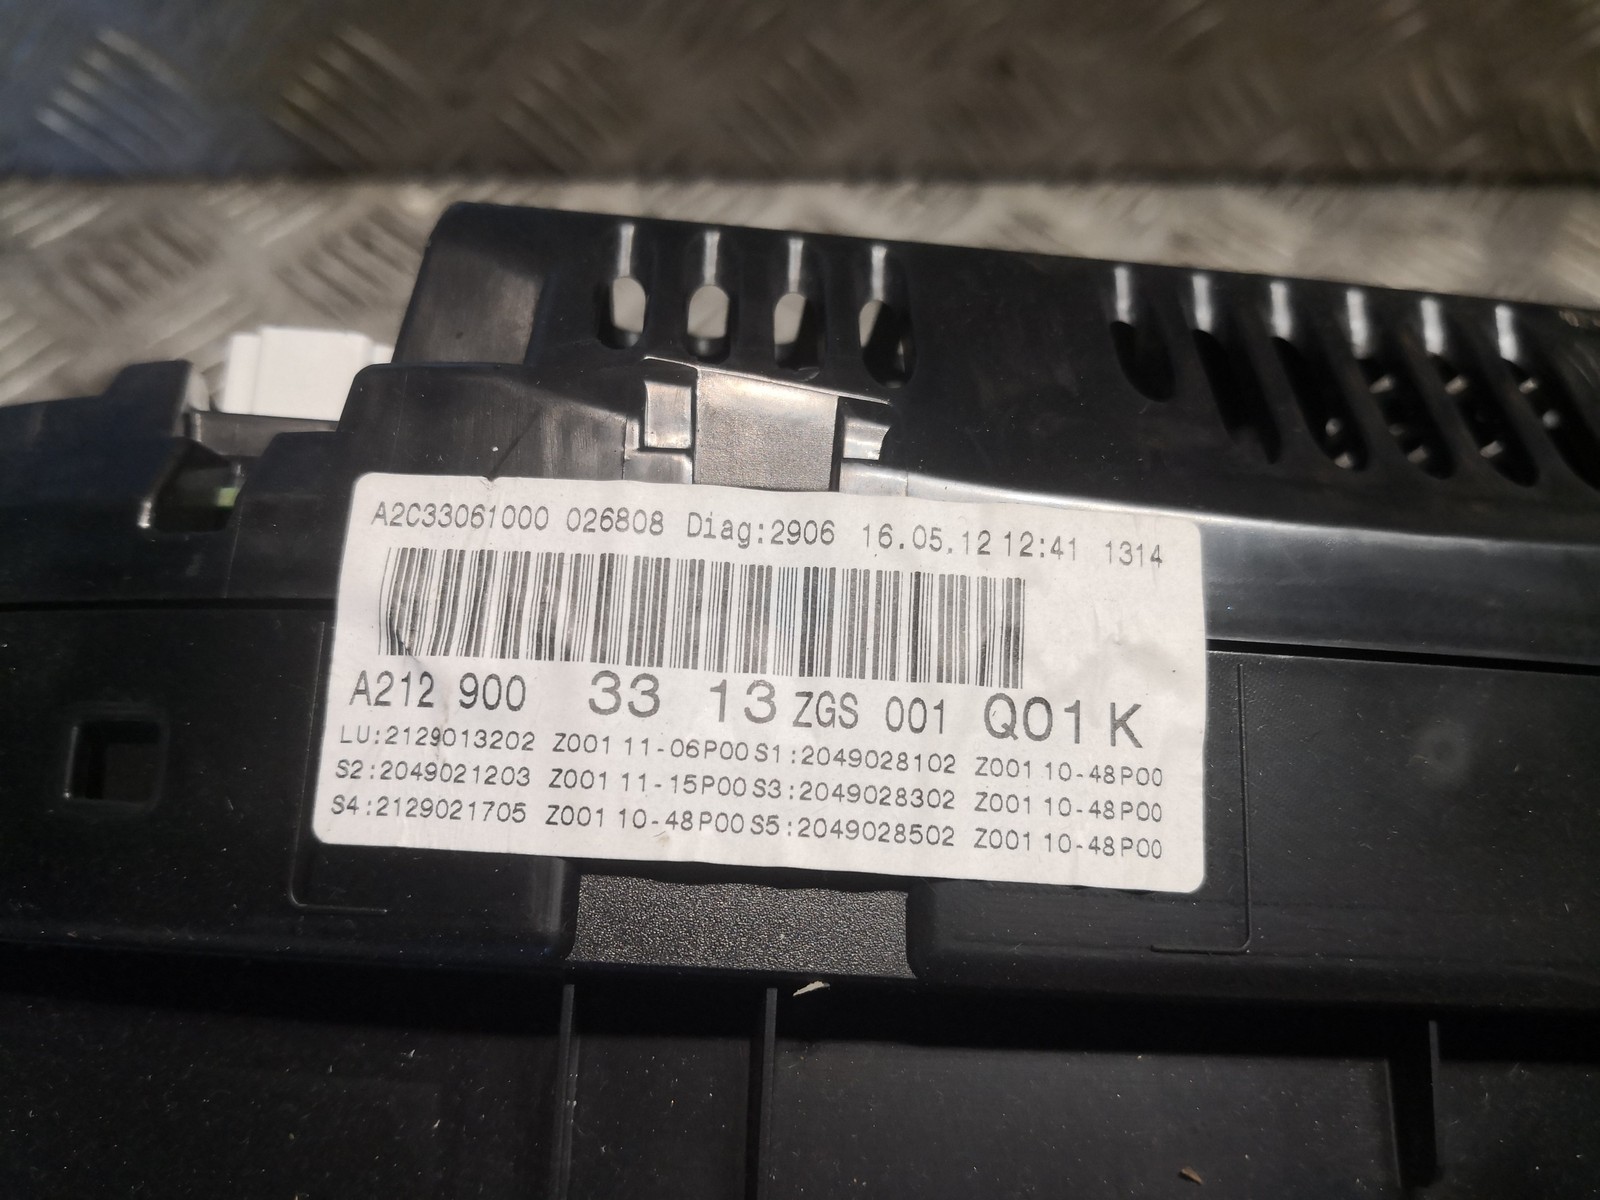 A2C33061000 026808 Diag:2906 16.05.12 12:41 1314
A212 900 33 13 ZGS 001 Q01 K
LU:2129013202 Z001 11-06P00 S1:2049028102 Z001 10-48P00
S2:2049021203 Z001 11-15P00 S3:2049028302 Z001 10-48P00
S4:2129021705 Z001 10-48P00 S5:2049028502 Z001 10-48P00